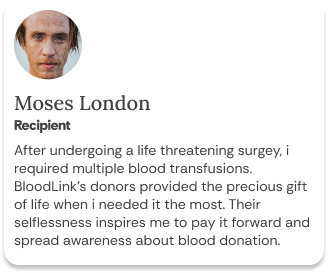 Moses London
Recipient
After undergoing a life threatening surgey, i
required multiple blood transfusions.
BloodLink's donors provided the precious gift
of life when i needed it the most. Their
selflessness inspires me to pay it forward and
spread awareness about blood donation.